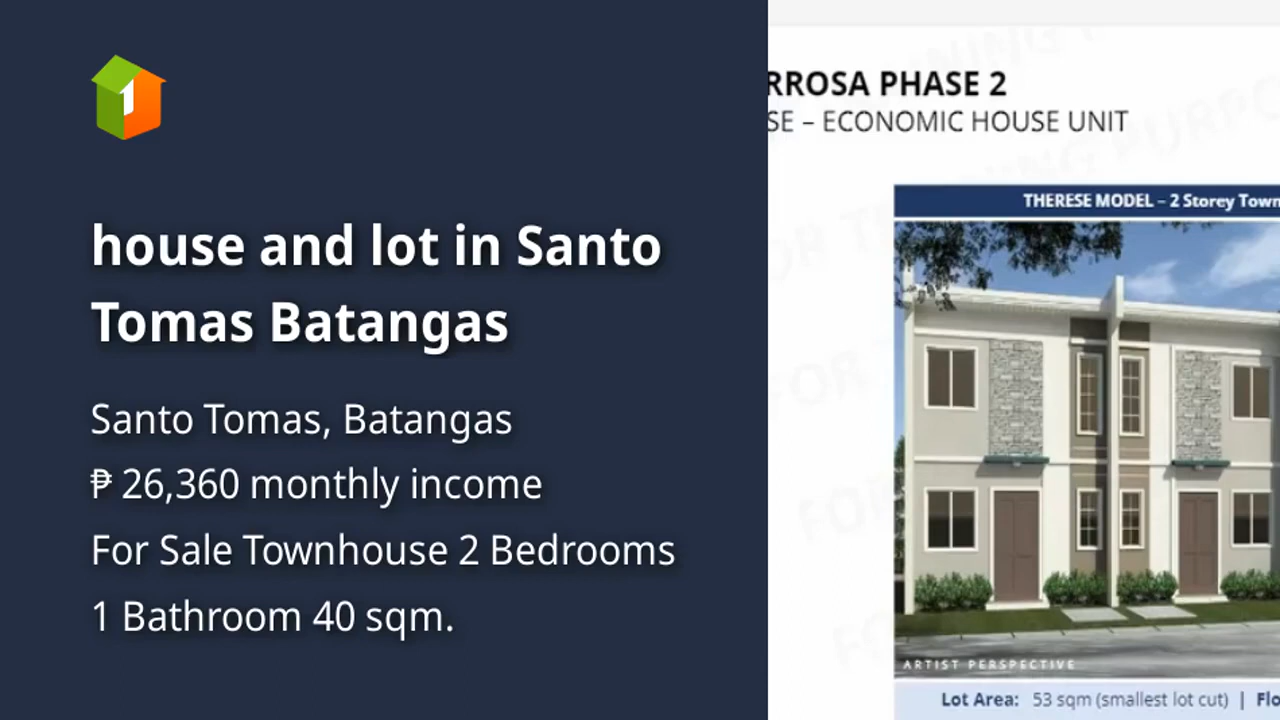 house and lot in Santo
Tomas Batangas
Santo Tomas, Batangas
₱ 26,360 monthly income
For Sale Townhouse 2 Bedrooms
1 Bathroom 40 sqm.
RROSA PHASE 2
SE – ECONOMIC HOUSE UNIT
THERESE MODEL – 2 Storey Town
ARTIST PERSPECTIVE
Lot Area: 53 sqm (smallest lot cut) | Flo